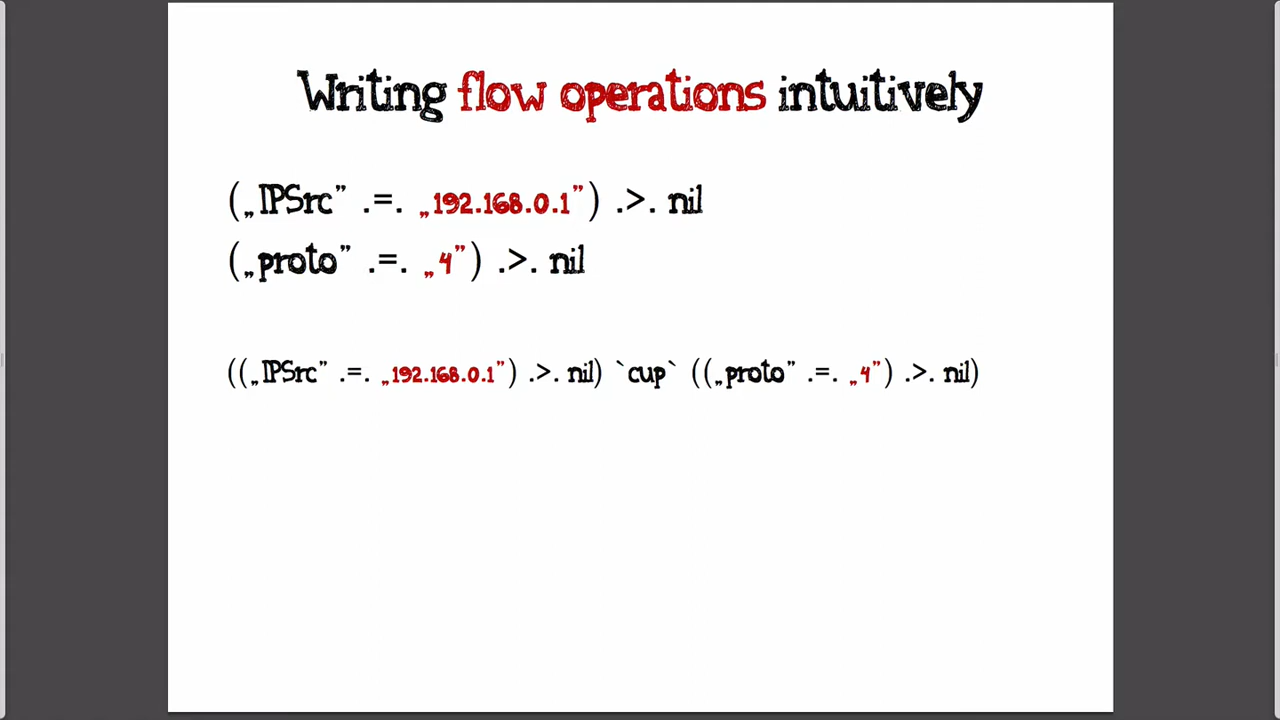 Writing flow operations intuitively
(„IPSrc” .=. „192.168.0.1”) .>. nil
(„proto” .=. „4”) .>. nil
((„IPSrc” .=. „192.168.0.1”) .>. nil) `cup` ((„proto” .=. „4”) .>. nil)